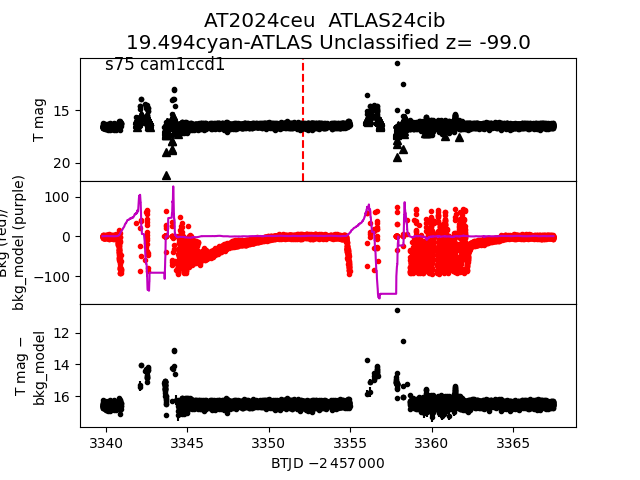 AT2024ceu  ATLAS24cib
19.494cyan-ATLAS Unclassified z= -99.0
s75 cam1ccd1
T mag
15
20
Bkg (red)/
bkg_model (purple)
100
0
−100
T mag −
bkg_model
12
14
16
3340
3345
3350
3355
3360
3365
BTJD −2 457 000